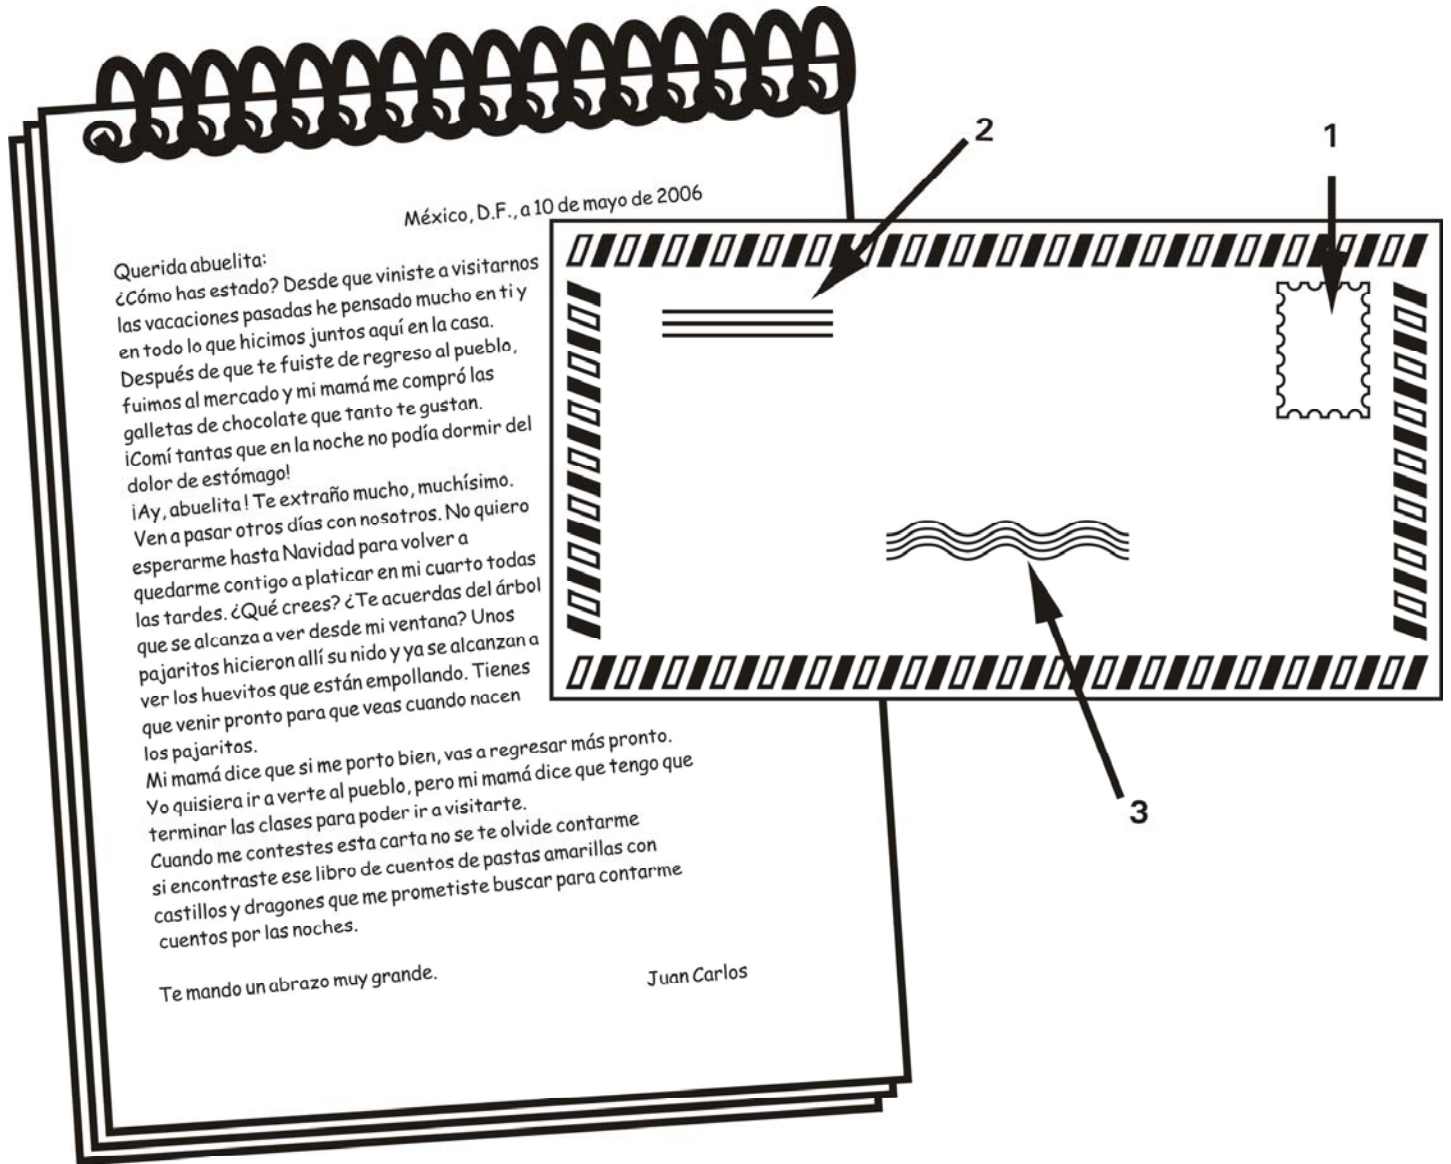 México, D.F., a 10 de mayo de 2006
Querida abuelita:
¿Cómo has estado? Desde que viniste a visitarnos
las vacaciones pasadas he pensado mucho en ti y
en todo lo que hicimos juntos aquí en la casa.
Después de que te fuiste de regreso al pueblo,
fuimos al mercado y mi mamá me compró las
galletas de chocolate que tanto te gustan.
¡Comí tantas que en la noche no podía dormir del
dolor de estómago!
¡Ay, abuelita! Te extraño mucho, muchísimo.
Ven a pasar otros días con nosotros. No quiero
esperarme hasta Navidad para volver a
quedarme contigo a platicar en mi cuarto todas
las tardes. ¿Qué crees? ¿Te acuerdas del árbol
que se alcanza a ver desde mi ventana? Unos
pajaritos hicieron allí su nido y ya se alcanzan a
ver los huevitos que están empollando. Tienes
que venir pronto para que veas cuando nacen
los pajaritos.
Mi mamá dice que si me porto bien, vas a regresar más pronto.
Yo quisiera ir a verte al pueblo, pero mi mamá dice que tengo que
terminar las clases para poder ir a visitarte.
Cuando me contestes esta carta no se te olvide contarme
si encontraste ese libro de cuentos de pastas amarillas con
castillos y dragones que me prometiste buscar para contarme
cuentos por las noches.
Te mando un abrazo muy grande.
Juan Carlos
2
1
3